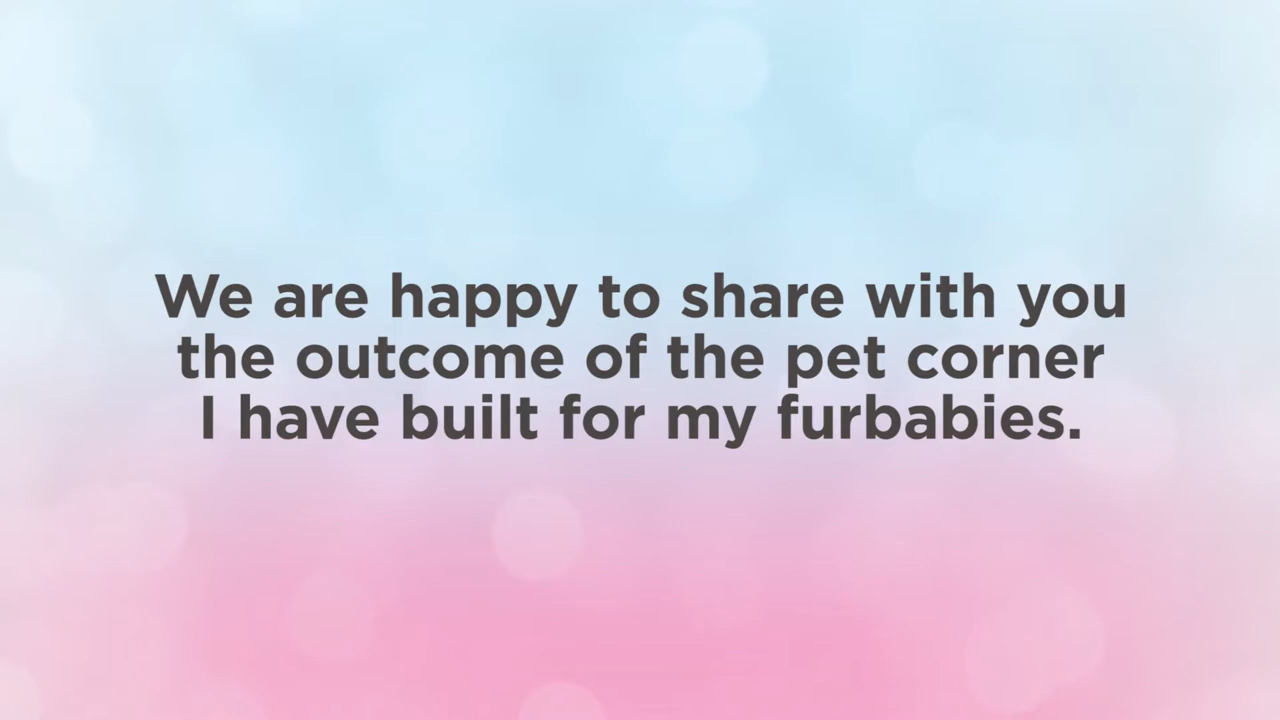 We are happy to share with you
the outcome of the pet corner
I have built for my furbabies.